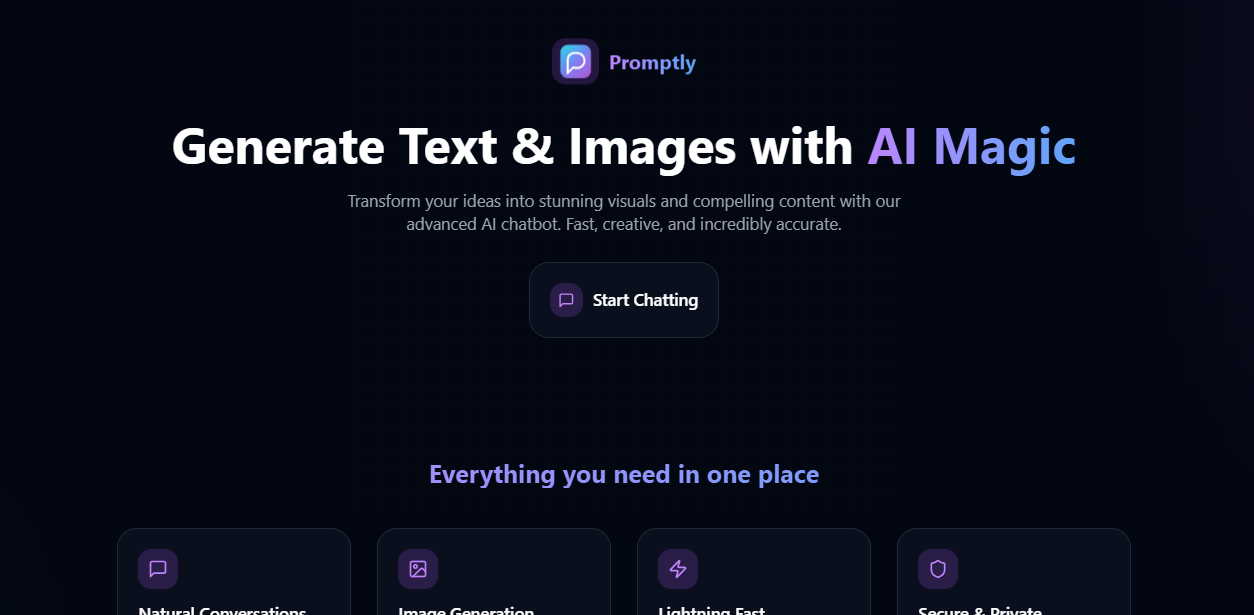 Promptly
Generate Text & Images with AI Magic
Transform your ideas into stunning visuals and compelling content with our
advanced AI chatbot. Fast, creative, and incredibly accurate.
Start Chatting
Everything you need in one place
Natural Conversations
Image Generation
Lightning Fast
Secure & Private